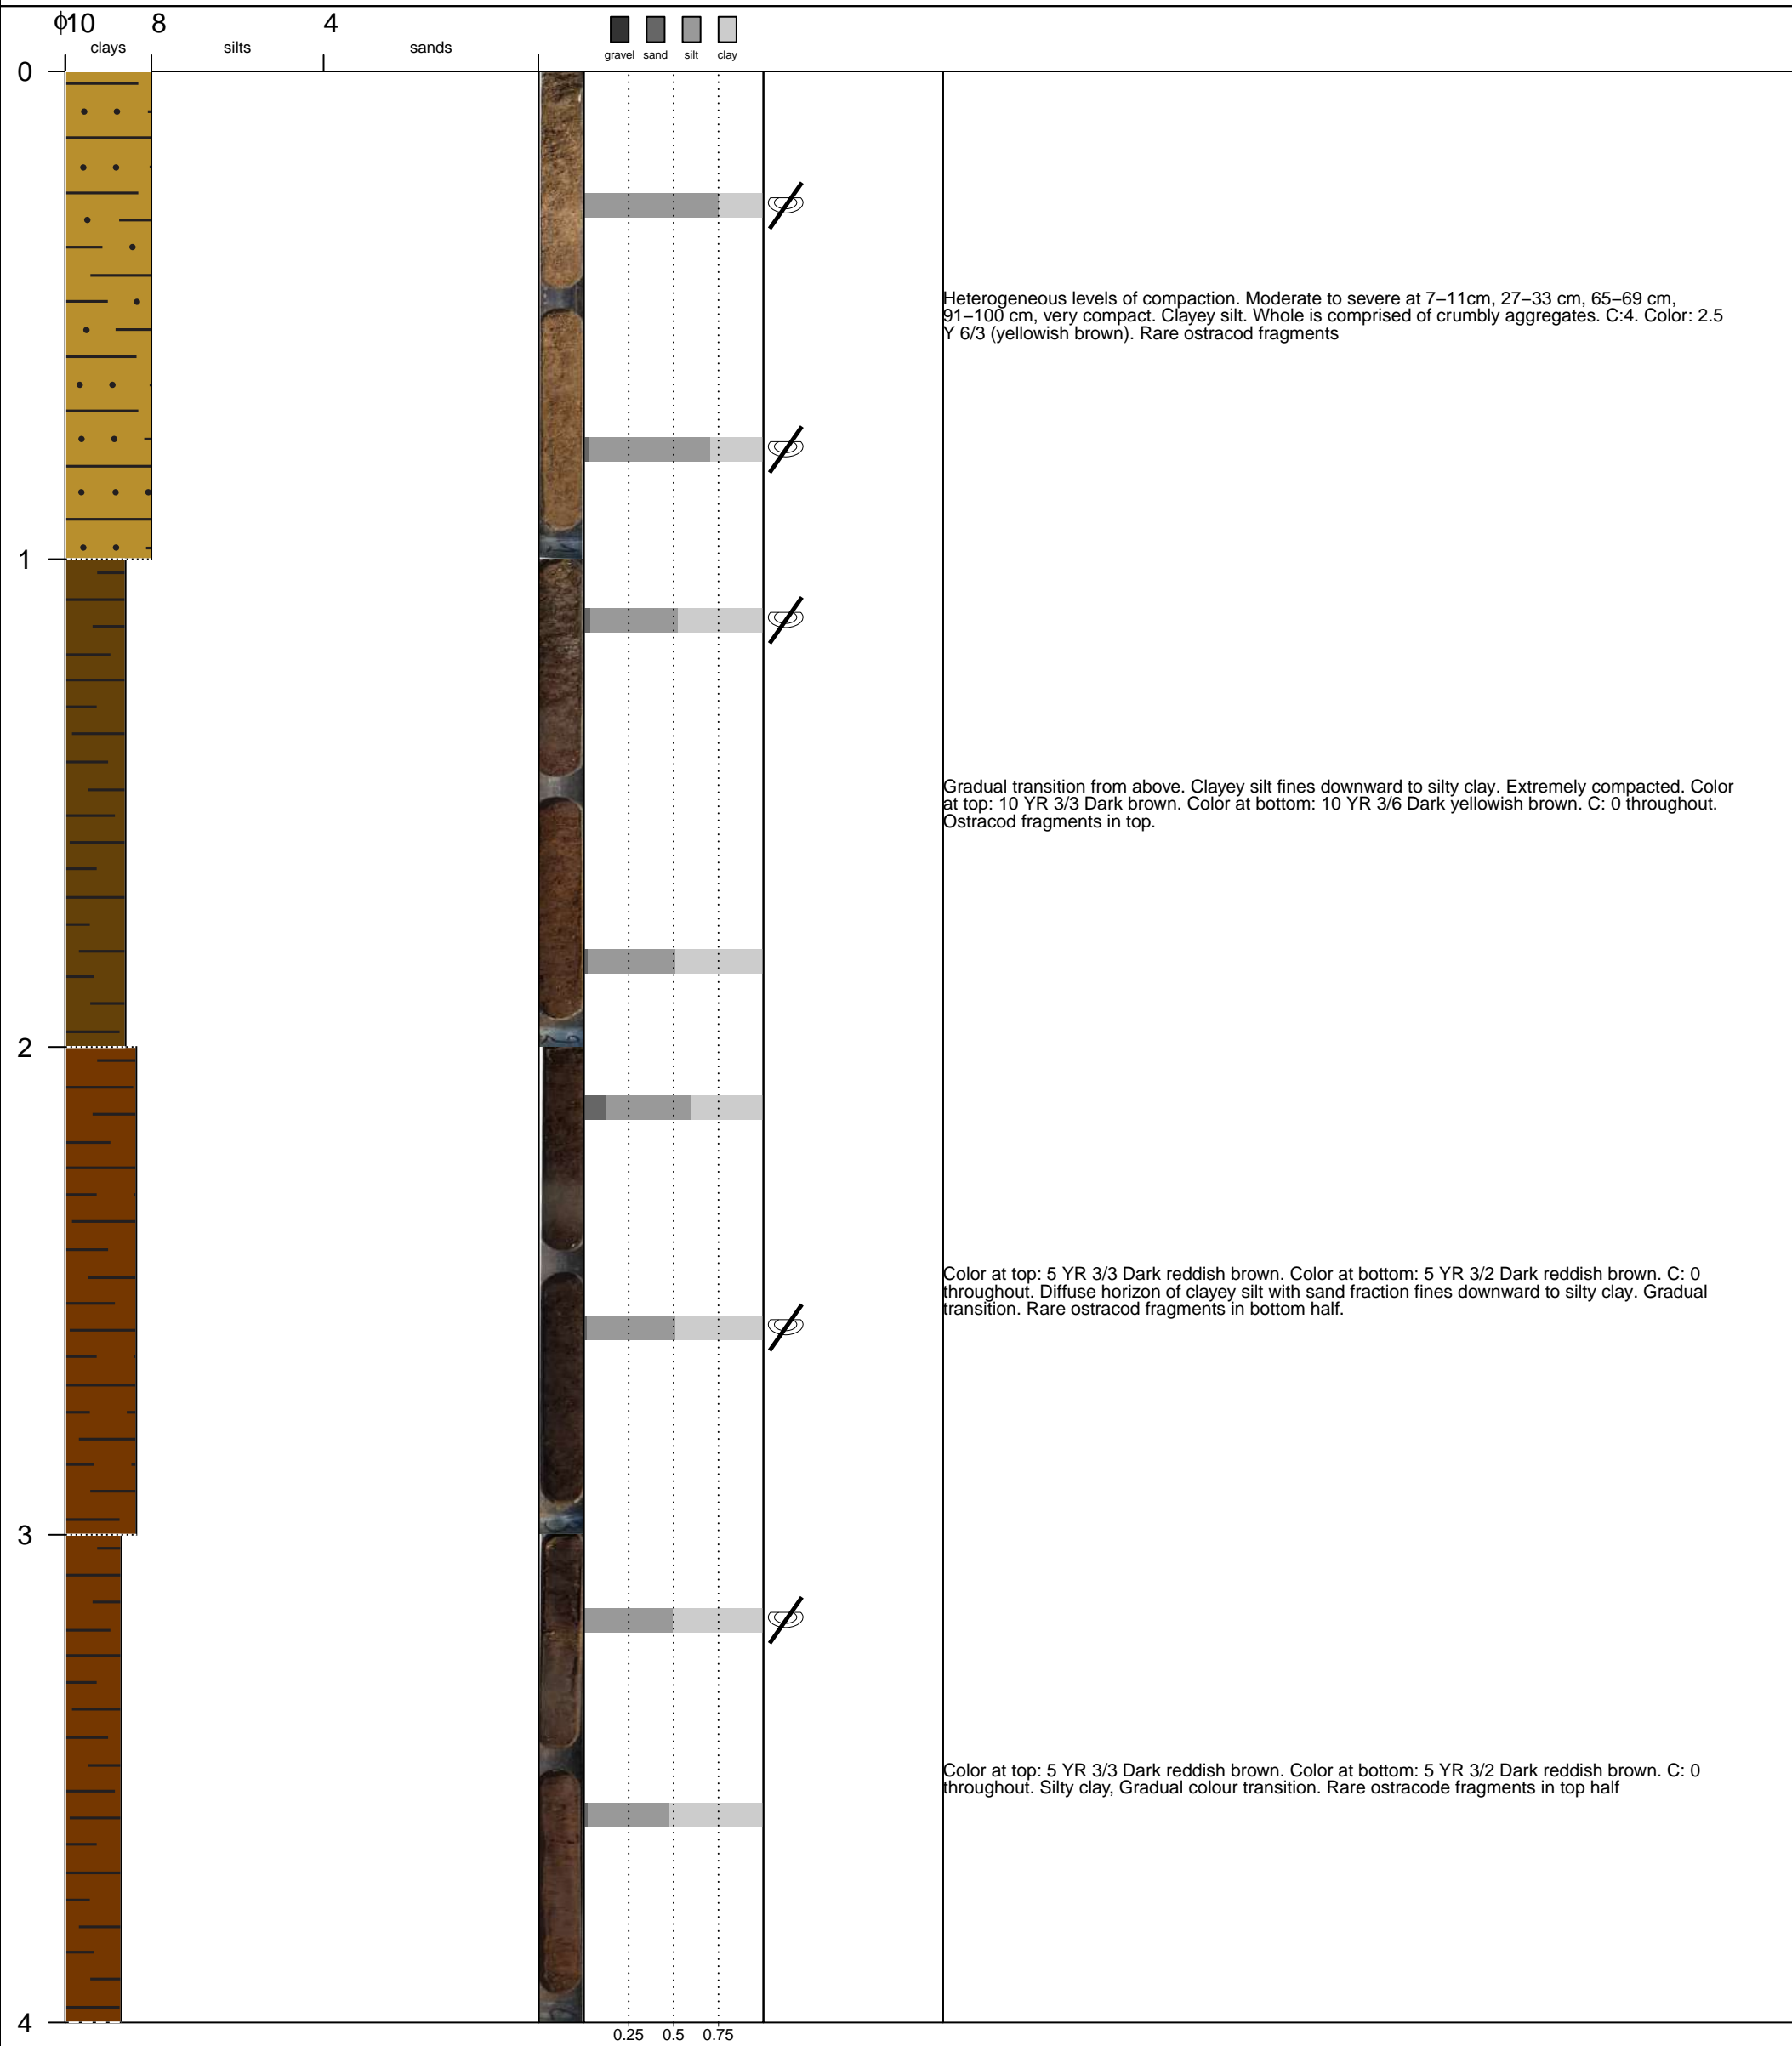 ϕ10 8 4
clays silts sands
gravel sand silt clay
0
Heterogeneous levels of compaction. Moderate to severe at 7–11cm, 27–33 cm, 65–69 cm,
91–100 cm, very compact. Clayey silt. Whole is comprised of crumbly aggregates. C:4. Color: 2.5
Y 6/3 (yellowish brown). Rare ostracod fragments
1
Gradual transition from above. Clayey silt fines downward to silty clay. Extremely compacted. Color
at top: 10 YR 3/3 Dark brown. Color at bottom: 10 YR 3/6 Dark yellowish brown. C: 0 throughout.
Ostracod fragments in top.
2
Color at top: 5 YR 3/3 Dark reddish brown. Color at bottom: 5 YR 3/2 Dark reddish brown. C: 0
throughout. Diffuse horizon of clayey silt with sand fraction fines downward to silty clay. Gradual
transition. Rare ostracod fragments in bottom half.
3
Color at top: 5 YR 3/3 Dark reddish brown. Color at bottom: 5 YR 3/2 Dark reddish brown. C: 0
throughout. Silty clay, Gradual colour transition. Rare ostracode fragments in top half
4
0.25 0.5 0.75